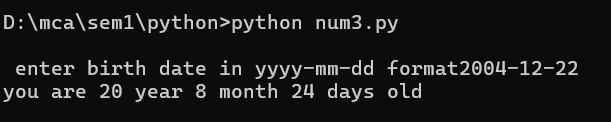 D:\mca\sem1\python>python num3.py
enter birth date in yyyy-mm-dd format2004-12-22
you are 20 year 8 month 24 days old